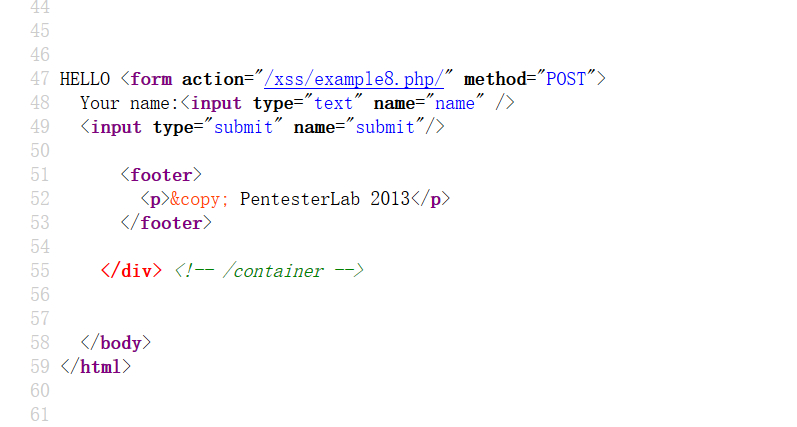 44
45
46
47 HELLO <form action="/xss/example8.php/" method="POST">
48   Your name:<input type="text" name="name" />
49   <input type="submit" name="submit"/>
50
51       <footer>
52         <p>&copy; PentesterLab 2013</p>
53       </footer>
54
55     </div> <!-- /container -->
56
57
58   </body>
59 </html>
60
61